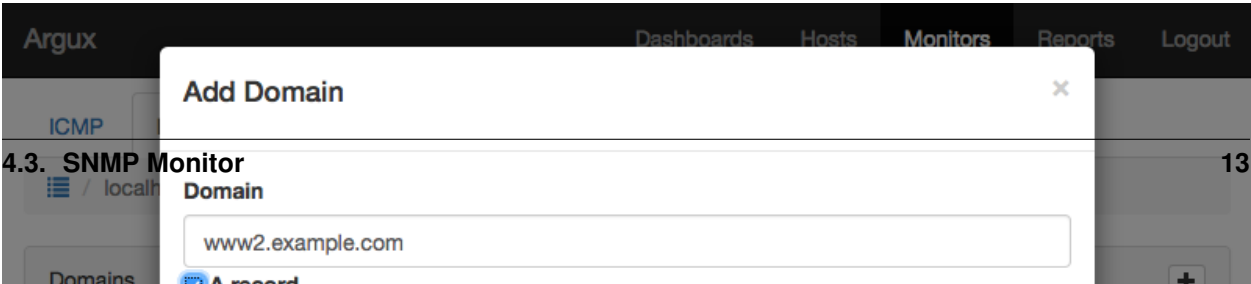 Argux Dashboards Hosts Monitors Reports Logout
Add Domain ×
ICMP
4.3. SNMP Monitor 13
/ localh
Domain
www2.example.com
Domains +
A record